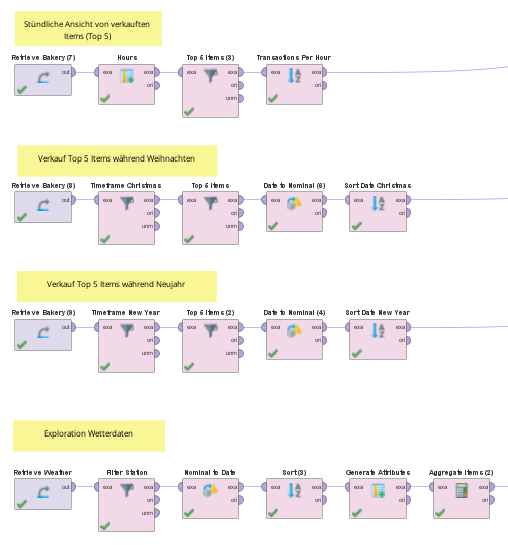 Stündliche Ansicht von verkauften
Items (Top 5)
Retrieve Bakery (7) Hours Top 5 Items (3) Transactions Per Hour
out exa exa exa exa exa exa
ori ori ori
unm
Verkauf Top 5 Items während Weihnachten
Retrieve Bakery (8) Timeframe Christmas Top 5 Items Date to Nominal (6) Sort Date Christmas
out exa exa exa exa exa exa exa exa
ori ori ori ori
unm unm
Verkauf Top 5 Items während Neujahr
Retrieve Bakery (9) Timeframe New Year Top 5 Items (2) Date to Nominal (4) Sort Date New Year
out exa exa exa exa exa exa exa exa
ori ori ori ori
unm unm
Exploration Wetterdaten
Retrieve Weather Filter Station Nominal to Date Sort (3) Generate Attributes Aggregate Items (2)
out exa exa exa exa exa exa exa exa exa exa
ori ori ori ori ori
unm